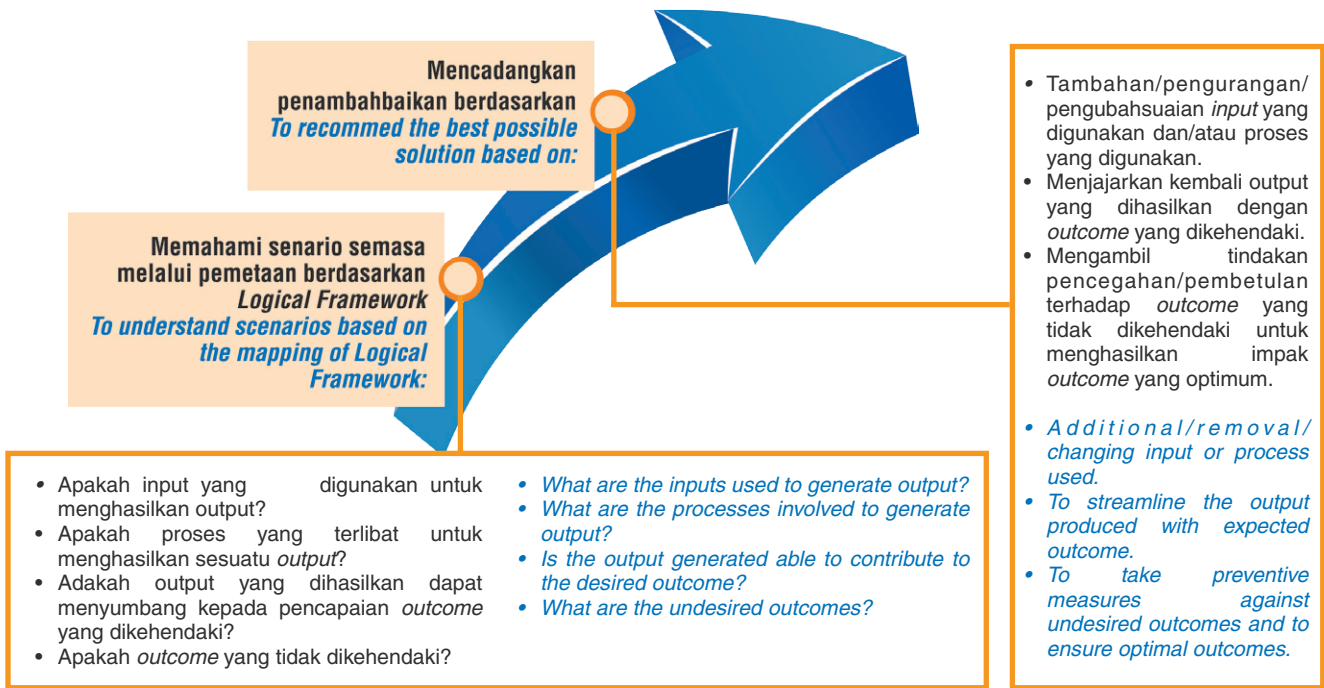 Mencadangkan
penambahbaikan berdasarkan
To recommed the best possible
solution based on:
Memahami senario semasa
melalui pemetaan berdasarkan
Logical Framework
To understand scenarios based on
the mapping of Logical
Framework:
• Apakah input yang digunakan untuk
menghasilkan output?
• Apakah proses yang terlibat untuk
menghasilkan sesuatu output?
• Adakah output yang dihasilkan dapat
menyumbang kepada pencapaian outcome
yang dikehendaki?
• Apakah outcome yang tidak dikehendaki?
• What are the inputs used to generate output?
• What are the processes involved to generate
output?
• Is the output generated able to contribute to
the desired outcome?
• What are the undesired outcomes?
• Tambahan/pengurangan/
pengubahsuaian input yang
digunakan dan/atau proses
yang digunakan.
• Menjajarkan kembali output
yang dihasilkan dengan
outcome yang dikehendaki.
• Mengambil tindakan
pencegahan/pembetulan
terhadap outcome yang
tidak dikehendaki untuk
menghasilkan impak
outcome yang optimum.
• Additional/removal/
changing input or process
used.
• To streamline the output
produced with expected
outcome.
• To take preventive
measures against
undesired outcomes and to
ensure optimal outcomes.